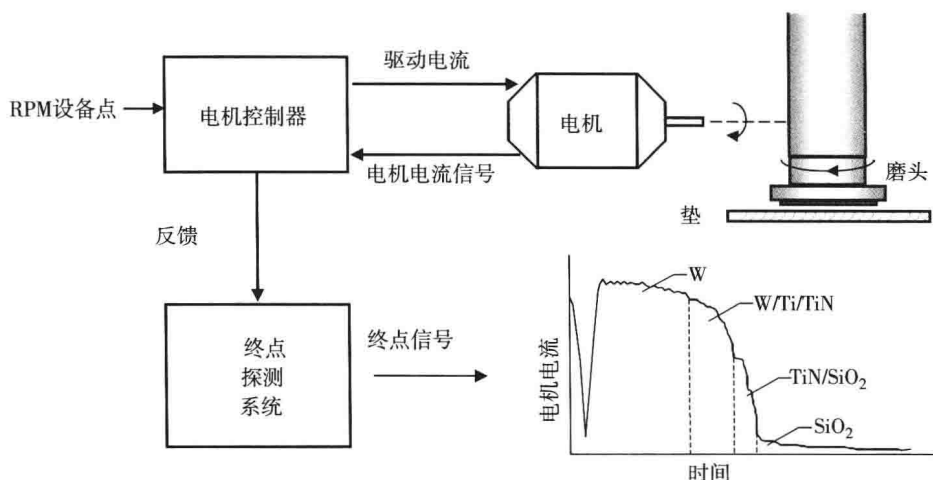 驱动电流
RPM设备点
电机控制器
电机
电机电流信号
磨头
垫
反馈
终点
探测
系统
终点信号
电机电流
W
W/Ti/TiN
TiN/SiO₂
SiO₂
时间